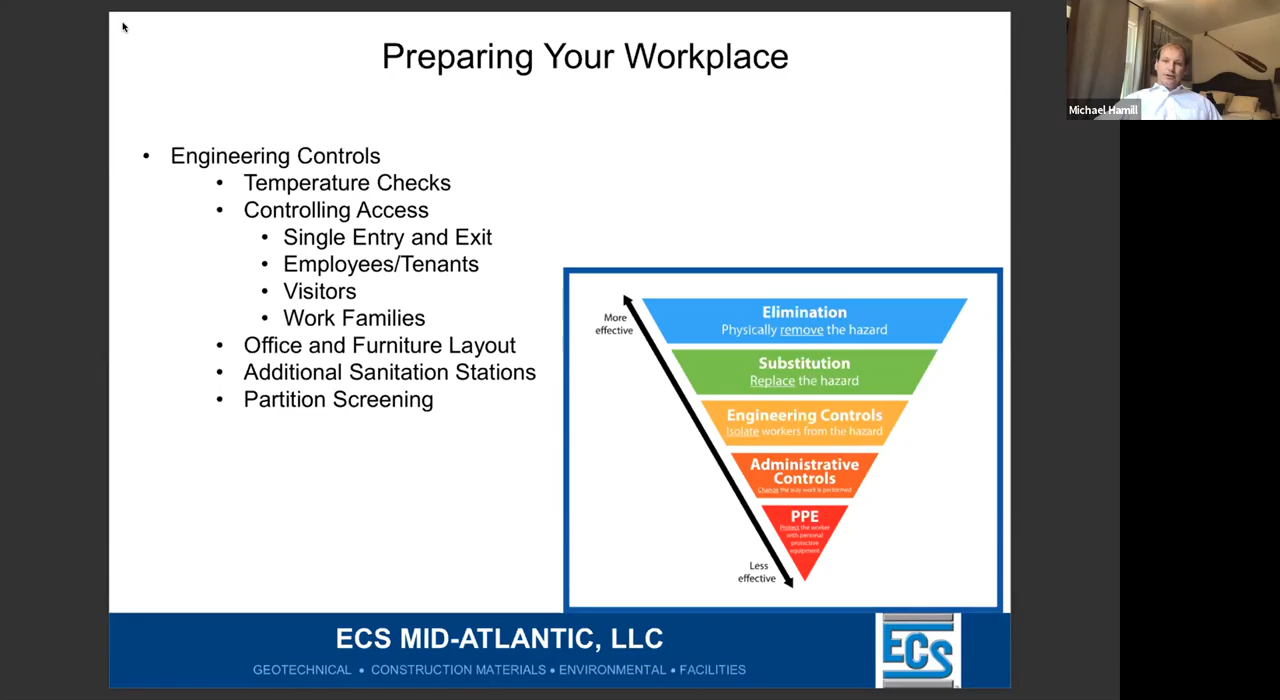 Preparing Your Workplace
Michael Hamill
• Engineering Controls
• Temperature Checks
• Controlling Access
• Single Entry and Exit
• Employees/Tenants
• Visitors
• Work Families
• Office and Furniture Layout
• Additional Sanitation Stations
• Partition Screening
More
effective
Elimination
Physically remove the hazard
Substitution
Replace the hazard
Engineering Controls
Isolate workers from the hazard
Administrative
Controls
Change the way work is performed
PPE
Protect the worker
with personal
protective
equipment
Less
effective
ECS MID-ATLANTIC, LLC
GEOTECHNICAL • CONSTRUCTION MATERIALS • ENVIRONMENTAL • FACILITIES
ECS